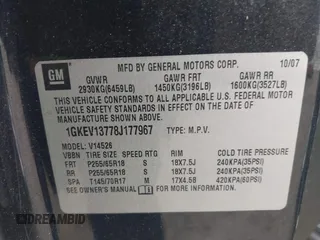 GM
MFD BY GENERAL MOTORS CORP. 10/07
GVWR GAWR FRT GAWR RR
2930KG(6459LB) 1450KG(3196LB) 1600KG(3527LB)
THIS VEHICLE CONFORMS TO ALL APPLICABLE U.S. FEDERAL MOTOR
VEHICLE SAFETY STANDARDS IN EFFECT ON THE DATE OF
MANUFACTURE SHOWN ABOVE.
1GKEV13778J177967 TYPE: M.P.V.
MODEL: V14526
VBBN TIRE SIZE SPEED RTG RIM COLD TIRE PRESSURE
FRT P255/65R18 S 18X7.5J 240KPA(35PSI)
RR P255/65R18 S 18X7.5J 240KPA(35PSI)
SPA T145/70R17 M 17X4.5B 420KPA(60PSI)
SEE OWNER'S MANUAL FOR MORE INFORMATION.
DREAMBID